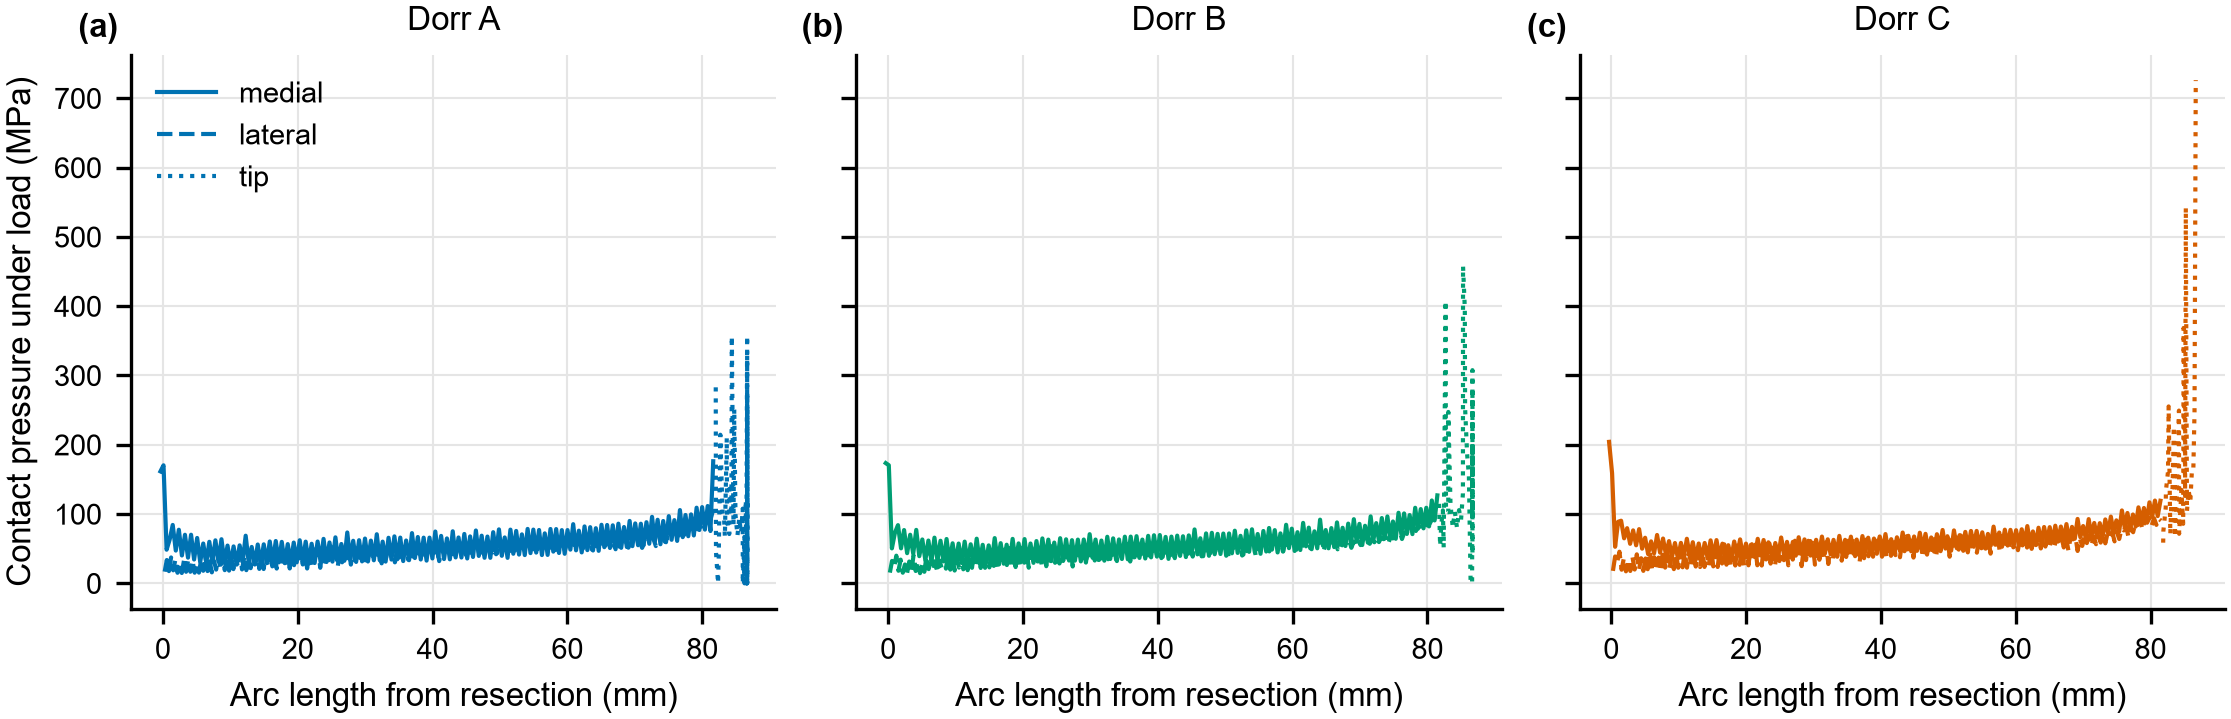 (a)
Dorr A
(b)
Dorr B
(c)
Dorr C
Contact pressure under load (MPa)
700
600
500
400
300
200
100
0
medial
lateral
tip
0 20 40 60 80
0 20 40 60 80
0 20 40 60 80
Arc length from resection (mm)
Arc length from resection (mm)
Arc length from resection (mm)